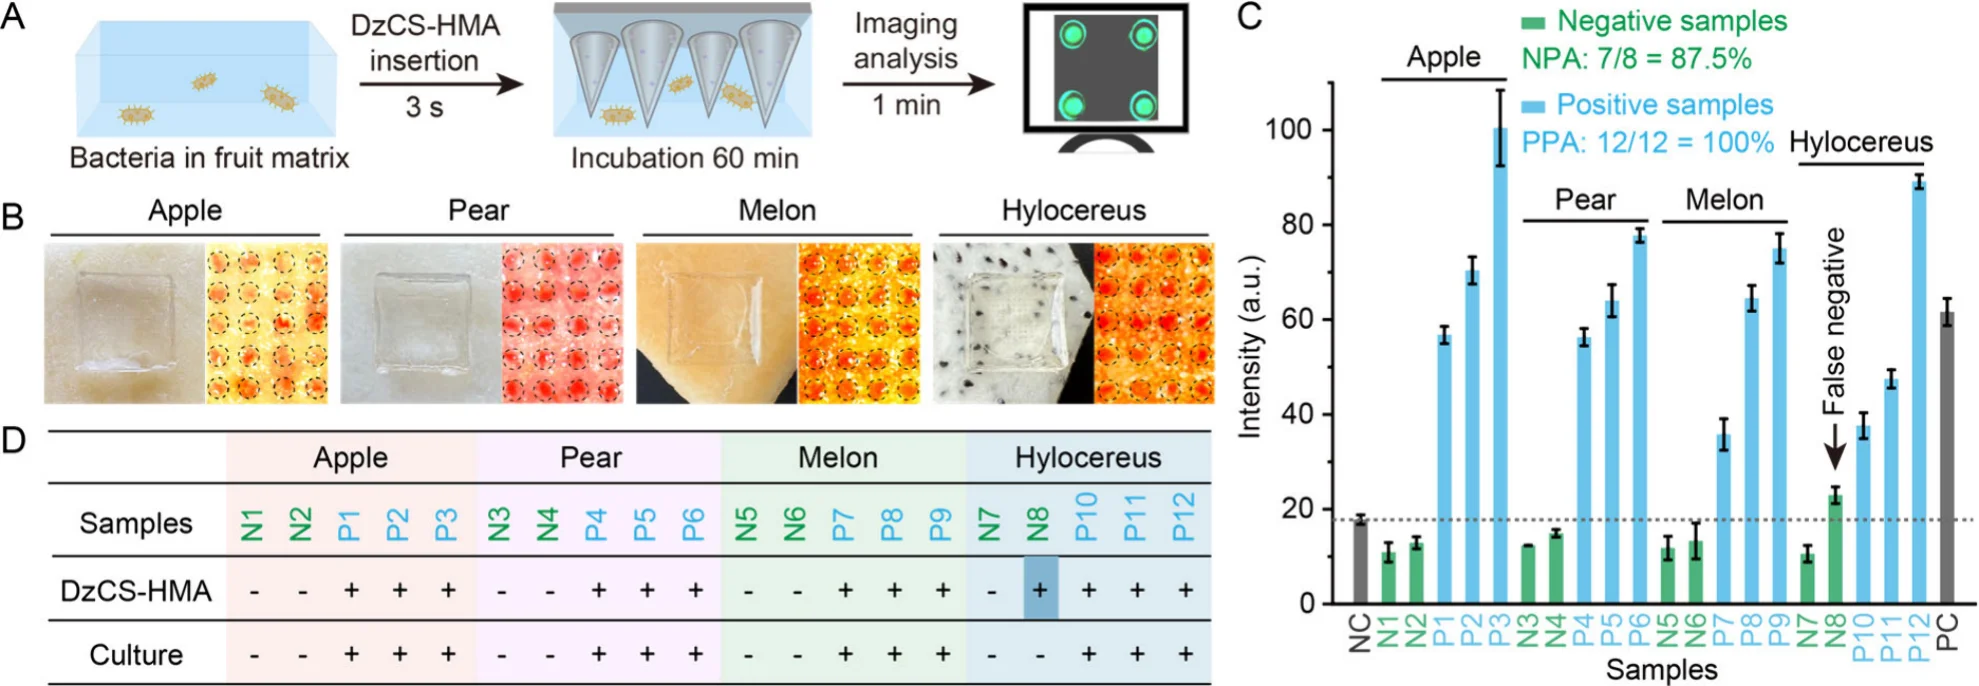 A
DzCS-HMA
insertion
3 s
Imaging
analysis
1 min
Bacteria in fruit matrix
Incubation 60 min
B
Apple
Pear
Melon
Hylocereus
C
Negative samples
NPA: 7/8 = 87.5%
Positive samples
PPA: 12/12 = 100%
Apple
Pear
Melon
Hylocereus
False negative
Intensity (a.u.)
100
80
60
40
20
0
NC N1 N2 P1 P2 P3 N3 N4 P4 P5 P6 N5 N6 P7 P8 P9 N7 N8 P10 P11 P12 PC
Samples
D
Apple Pear Melon Hylocereus
Samples N1 N2 P1 P2 P3 N3 N4 P4 P5 P6 N5 N6 P7 P8 P9 N7 N8 P10 P11 P12
DzCS-HMA - - + + + - - + + + - - + + + - + + + +
Culture - - + + + - - + + + - - + + + - - + + +